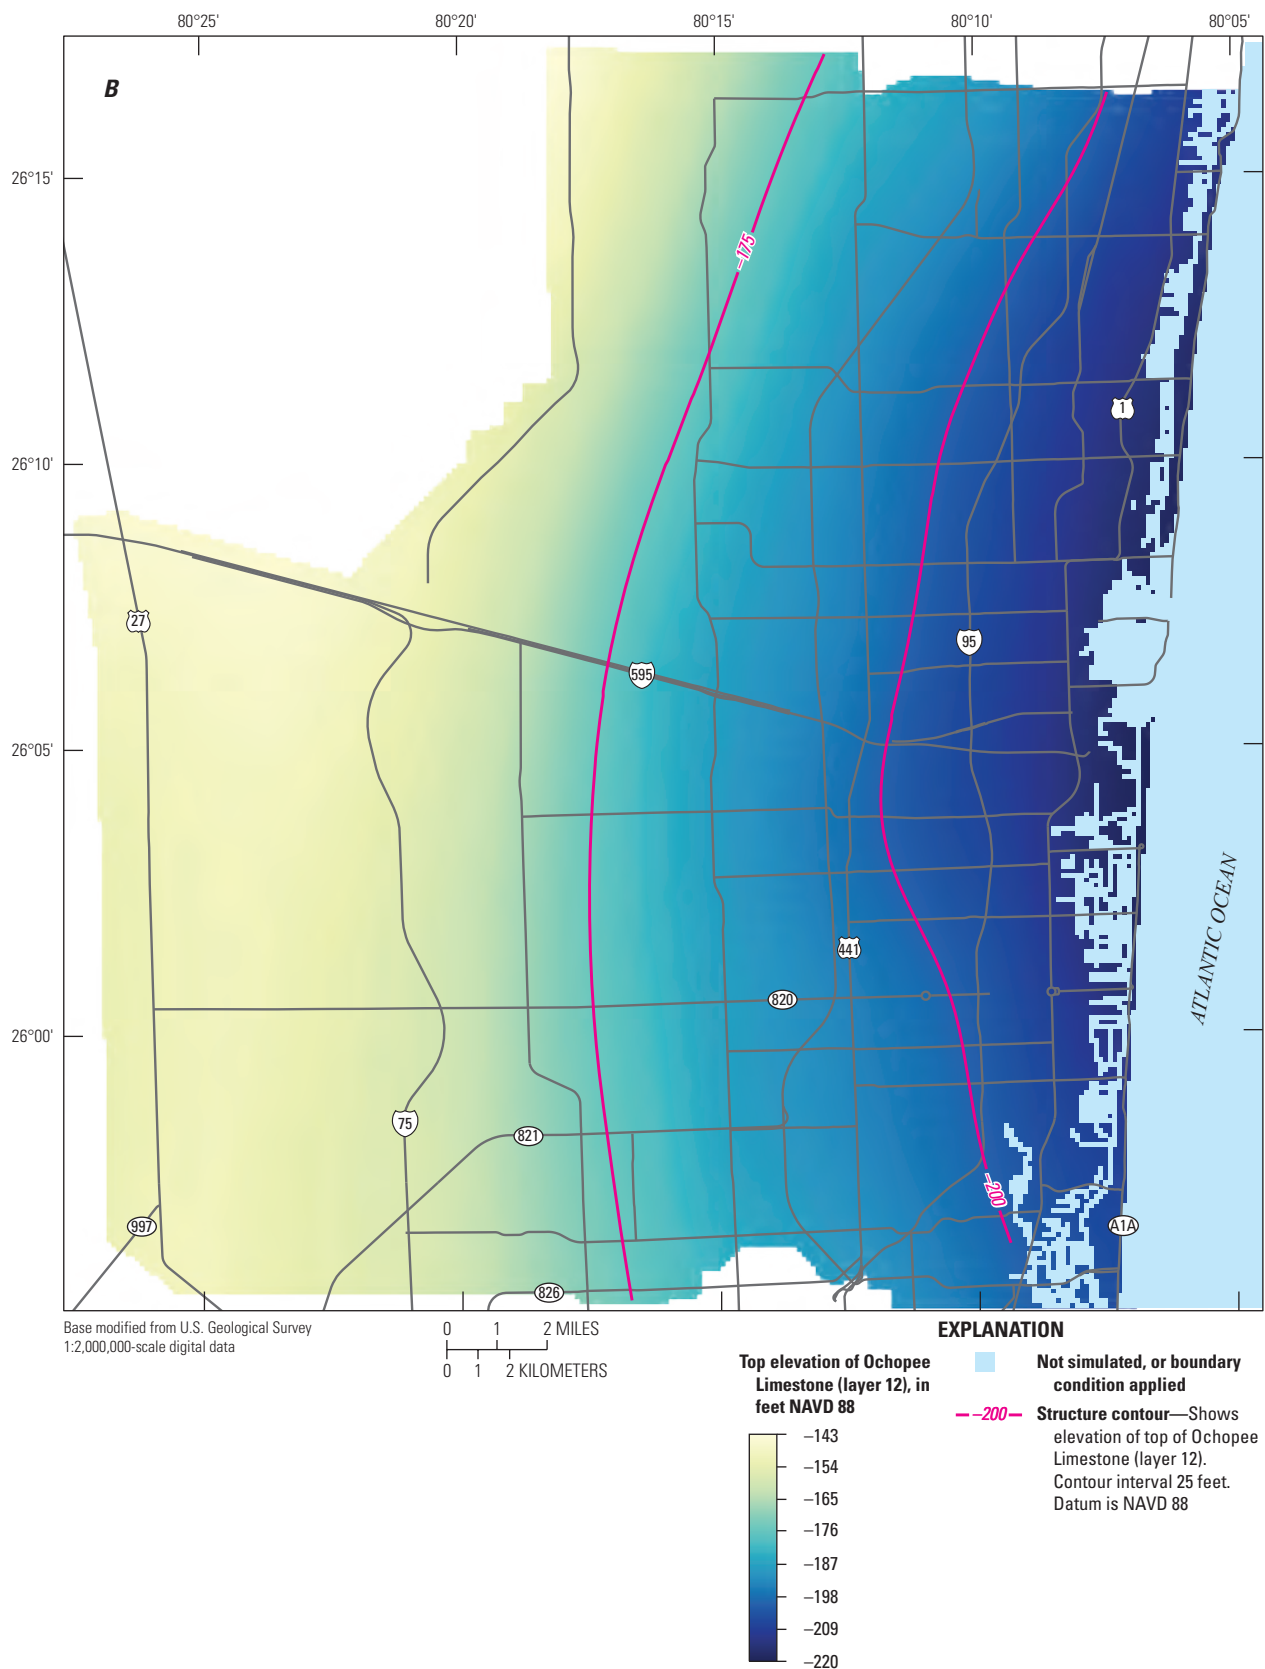 80°25'
80°20'
80°15'
80°10'
80°05'
B
26°15'
–175
1
26°10'
27
95
595
26°05'
ATLANTIC OCEAN
441
820
26°00'
75
821
–200
997
A1A
826
Base modified from U.S. Geological Survey
1:2,000,000-scale digital data
0 1 2 MILES
0 1 2 KILOMETERS
EXPLANATION
Top elevation of Ochopee
Limestone (layer 12), in
feet NAVD 88
–143
–154
–165
–176
–187
–198
–209
–220
Not simulated, or boundary
condition applied
–200
Structure contour—Shows
elevation of top of Ochopee
Limestone (layer 12).
Contour interval 25 feet.
Datum is NAVD 88